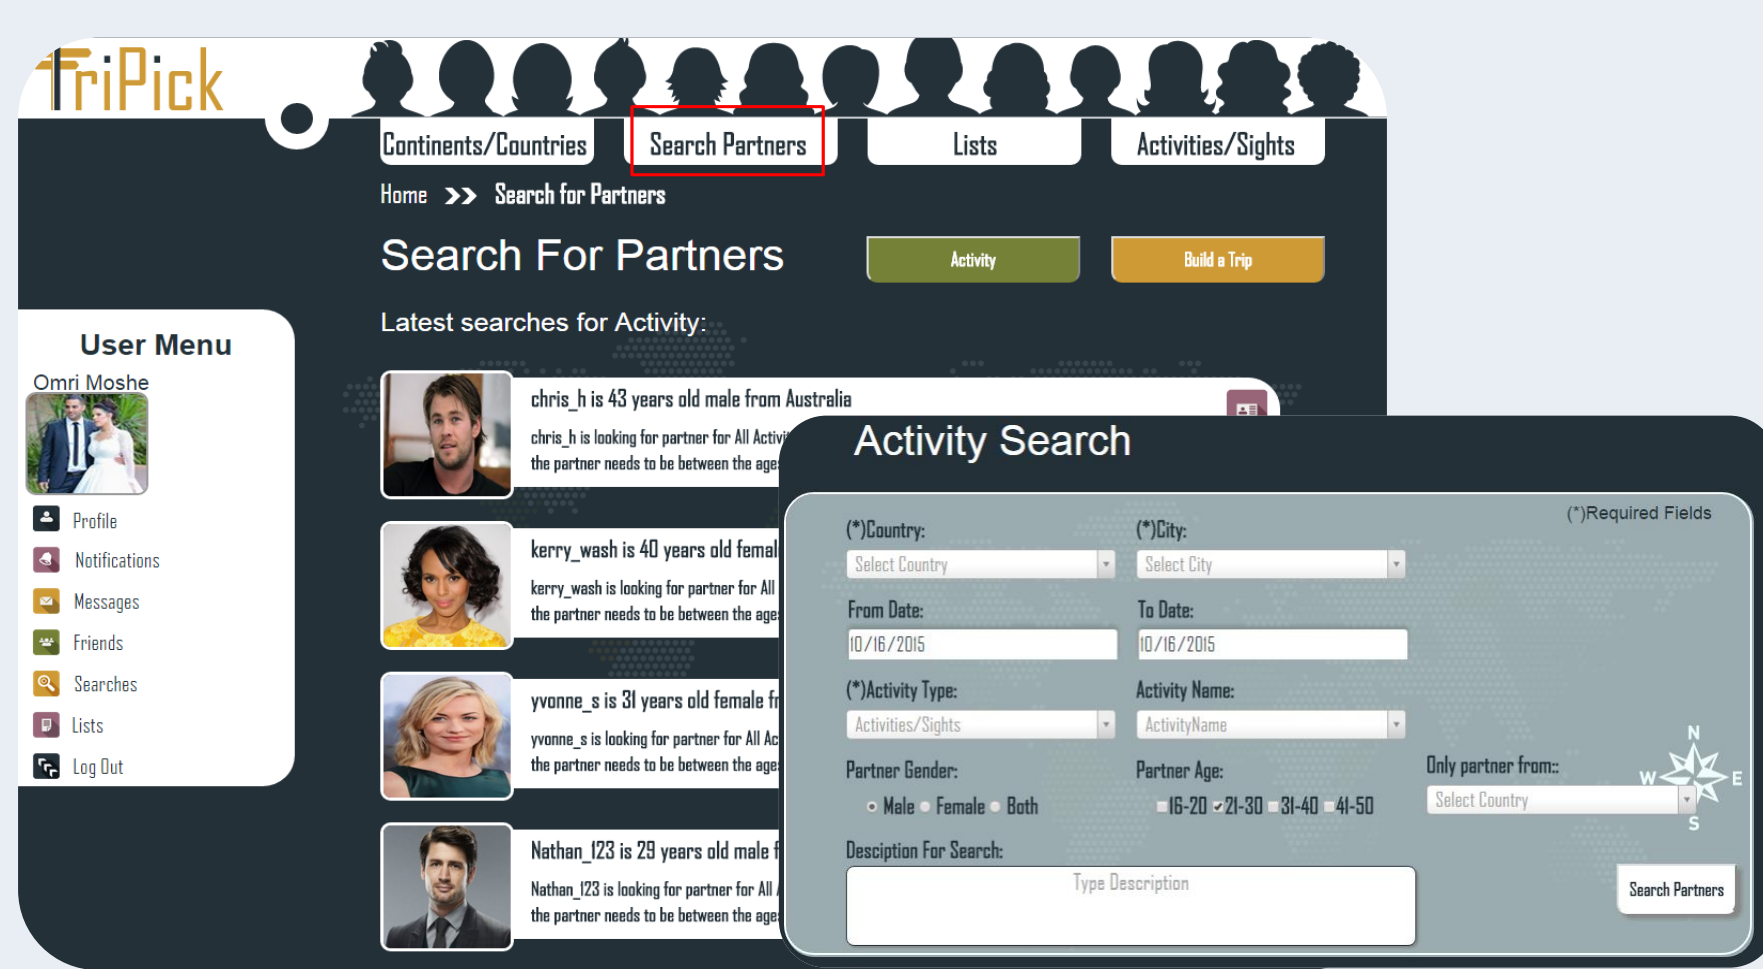 TriPick
Continents/Countries
Search Partners
Lists
Activities/Sights
Home >> Search for Partners
Search For Partners
Activity
Build a Trip
Latest searches for Activity:
User Menu
Omri Moshe
Profile
Notifications
Messages
Friends
Searches
Lists
Log Out
chris_h is 43 years old male from Australia
chris_h is looking for partner for All
the partner needs to be between the
kerry_wash is 40 years old
kerry_wash is looking for partner for All
the partner needs to be between the
yvonne_s is 31 years old female
yvonne_s is looking for partner for All
the partner needs to be between the
Nathan_123 is 29 years old male
Nathan_123 is looking for partner for All
the partner needs to be between the
Activity Search
(*)Required Fields
(*)Country:
(*)City:
Select Country
Select City
From Date:
To Date:
10/16/2015
10/16/2015
(*)Activity Type:
Activity Name:
Activities/Sights
ActivityName
Partner Gender:
Partner Age:
Only partner from::
Male Female Both
16-20 21-30 31-40 41-50
Select Country
N
W
E
S
Desciption For Search:
Type Description
Search Partners